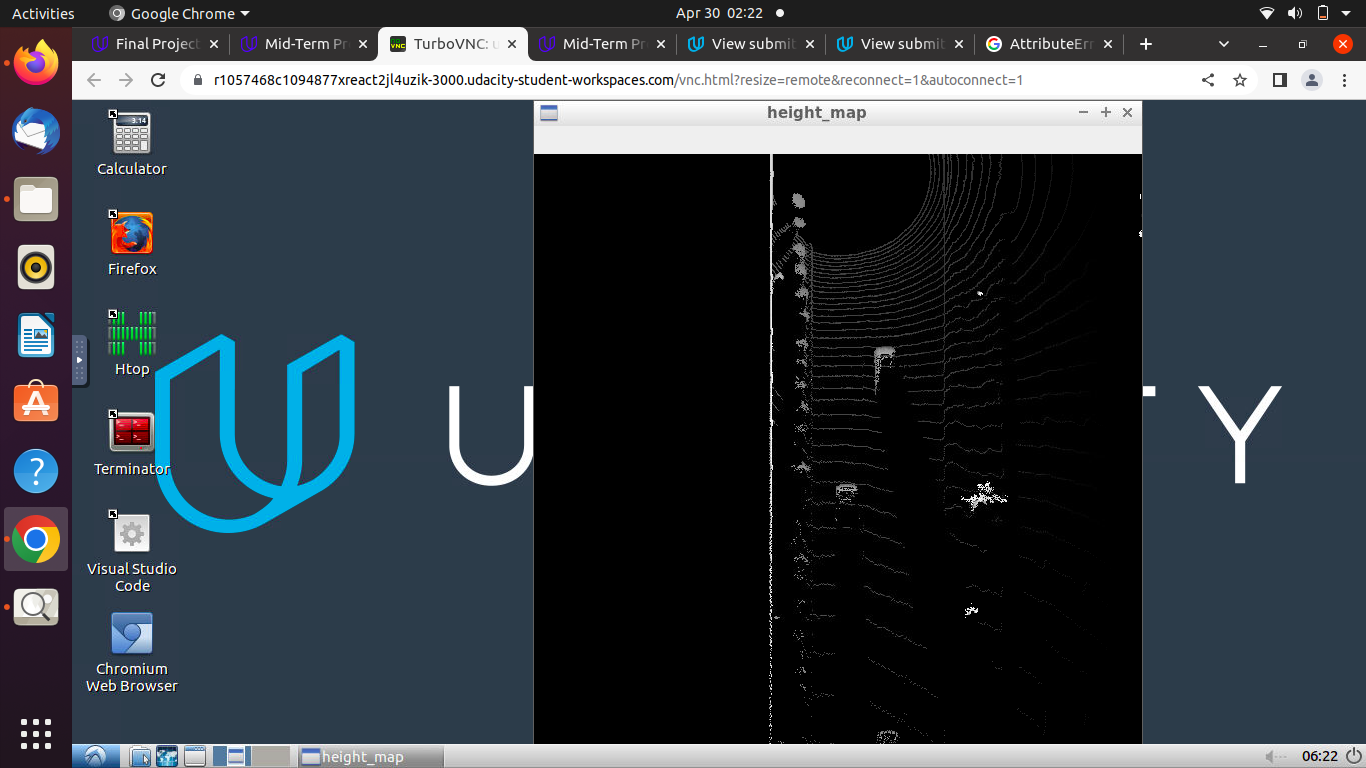 Activities
Google Chrome
Apr 30 02:22
Final Project
Mid-Term Pr
TurboVNC: u
Mid-Term Pr
View submit
View submit
AttributeErr
r1057468c1094877xreact2jl4uzik-3000.udacity-student-workspaces.com/vnc.html?resize=remote&reconnect=1&autoconnect=1
height_map
3.14
Calculator
Firefox
Htop
Terminator
Visual Studio
Code
Chromium
Web Browser
U
Y
height_map
06:22